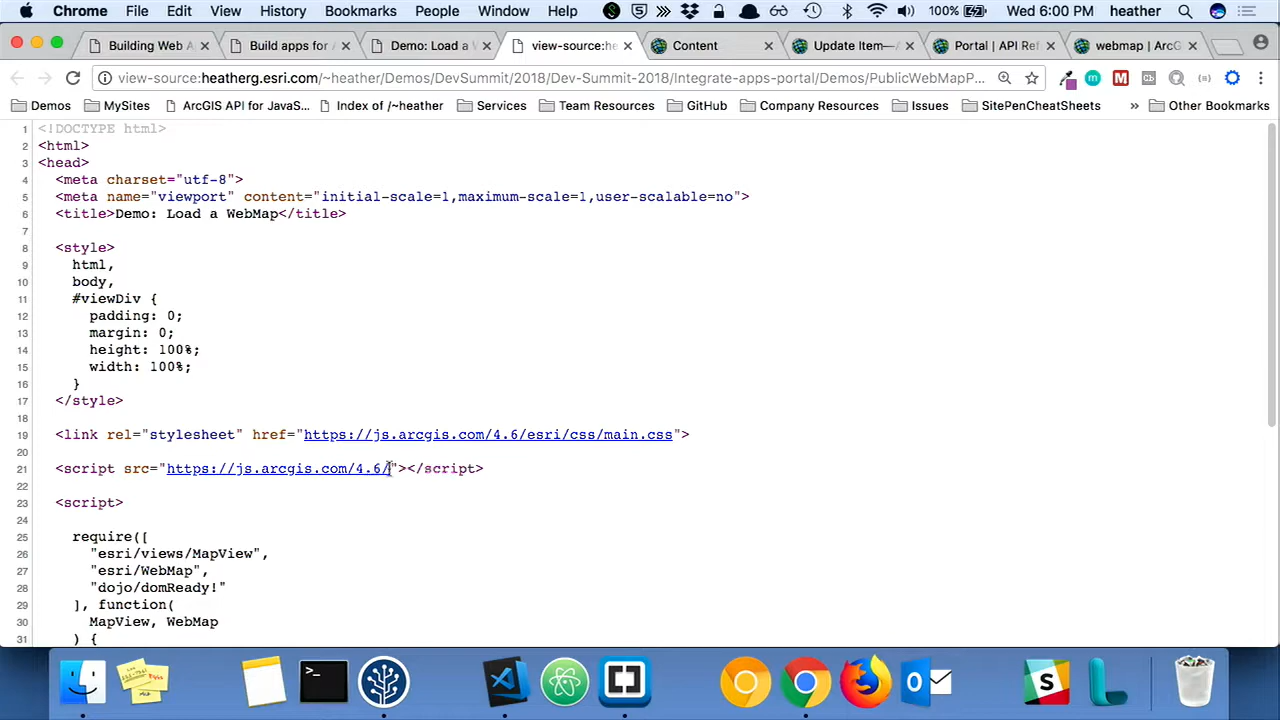 Chrome File Edit View History Bookmarks People Window Help 100% Wed 6:00 PM heather
Building Web A Build apps for A Demo: Load a W view-source:he Content Update Item— Portal | API Ref webmap | ArcG
view-source:heatherg.esri.com/~heather/Demos/DevSummit/2018/Dev-Summit-2018/Integrate-apps-portal/Demos/PublicWebMapP...
Demos MySites ArcGIS API for JavaS... Index of /~heather Services Team Resources GitHub Company Resources Issues SitePenCheatSheets » Other Bookmarks
1 <!DOCTYPE html>
2 <html>
3 <head>
4 <meta charset="utf-8">
5 <meta name="viewport" content="initial-scale=1,maximum-scale=1,user-scalable=no">
6 <title>Demo: Load a WebMap</title>
7
8 <style>
9 html,
10 body,
11 #viewDiv {
12 padding: 0;
13 margin: 0;
14 height: 100%;
15 width: 100%;
16 }
17 </style>
18
19 <link rel="stylesheet" href="https://js.arcgis.com/4.6/esri/css/main.css">
20
21 <script src="https://js.arcgis.com/4.6/"></script>
22
23 <script>
24
25 require([
26 "esri/views/MapView",
27 "esri/WebMap",
28 "dojo/domReady!"
29 ], function(
30 MapView, WebMap
31 ) {